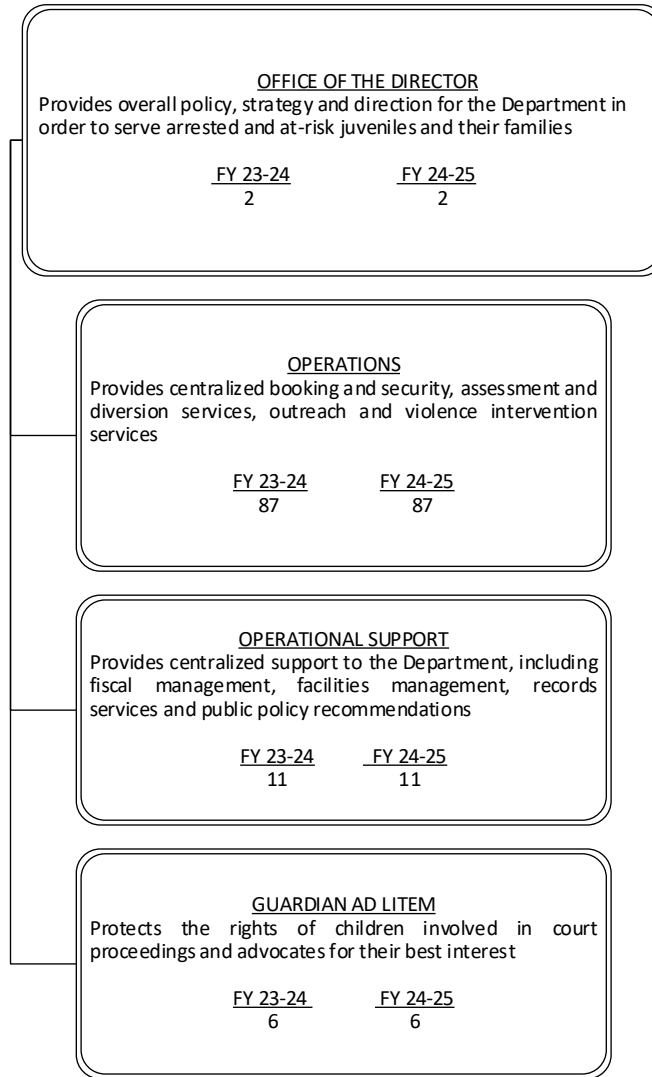 OFFICE OF THE DIRECTOR
Provides overall policy, strategy and direction for the Department in
order to serve arrested and at-risk juveniles and their families
FY 23-24 FY 24-25
2 2
OPERATIONS
Provides centralized booking and security, assessment and
diversion services, outreach and violence intervention
services
FY 23-24 FY 24-25
87 87
OPERATIONAL SUPPORT
Provides centralized support to the Department, including
fiscal management, facilities management, records
services and public policy recommendations
FY 23-24 FY 24-25
11 11
GUARDIAN AD LITEM
Protects the rights of children involved in court
proceedings and advocates for their best interest
FY 23-24 FY 24-25
6 6